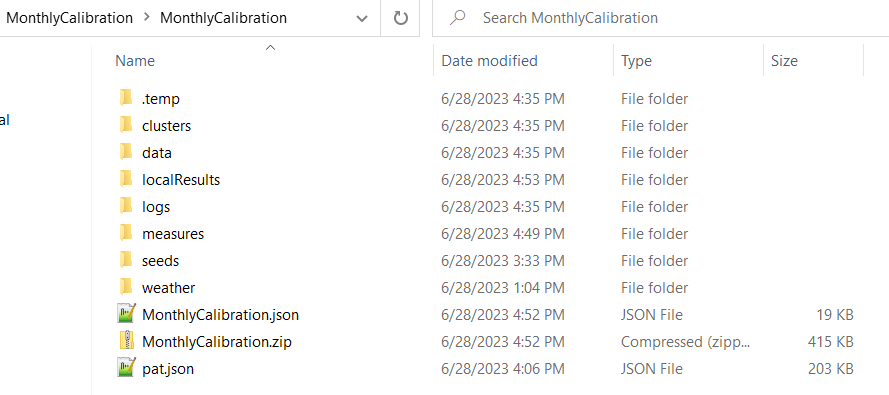 MonthlyCalibration > MonthlyCalibration Search MonthlyCalibration
Name Date modified Type Size
.temp 6/28/2023 4:35 PM File folder
al
clusters 6/28/2023 4:35 PM File folder
data 6/28/2023 4:35 PM File folder
localResults 6/28/2023 4:53 PM File folder
logs 6/28/2023 4:35 PM File folder
measures 6/28/2023 4:49 PM File folder
seeds 6/28/2023 3:33 PM File folder
weather 6/28/2023 1:04 PM File folder
MonthlyCalibration.json 6/28/2023 4:52 PM JSON File 19 KB
MonthlyCalibration.zip 6/28/2023 4:52 PM Compressed (zipp... 415 KB
pat.json 6/28/2023 4:06 PM JSON File 203 KB